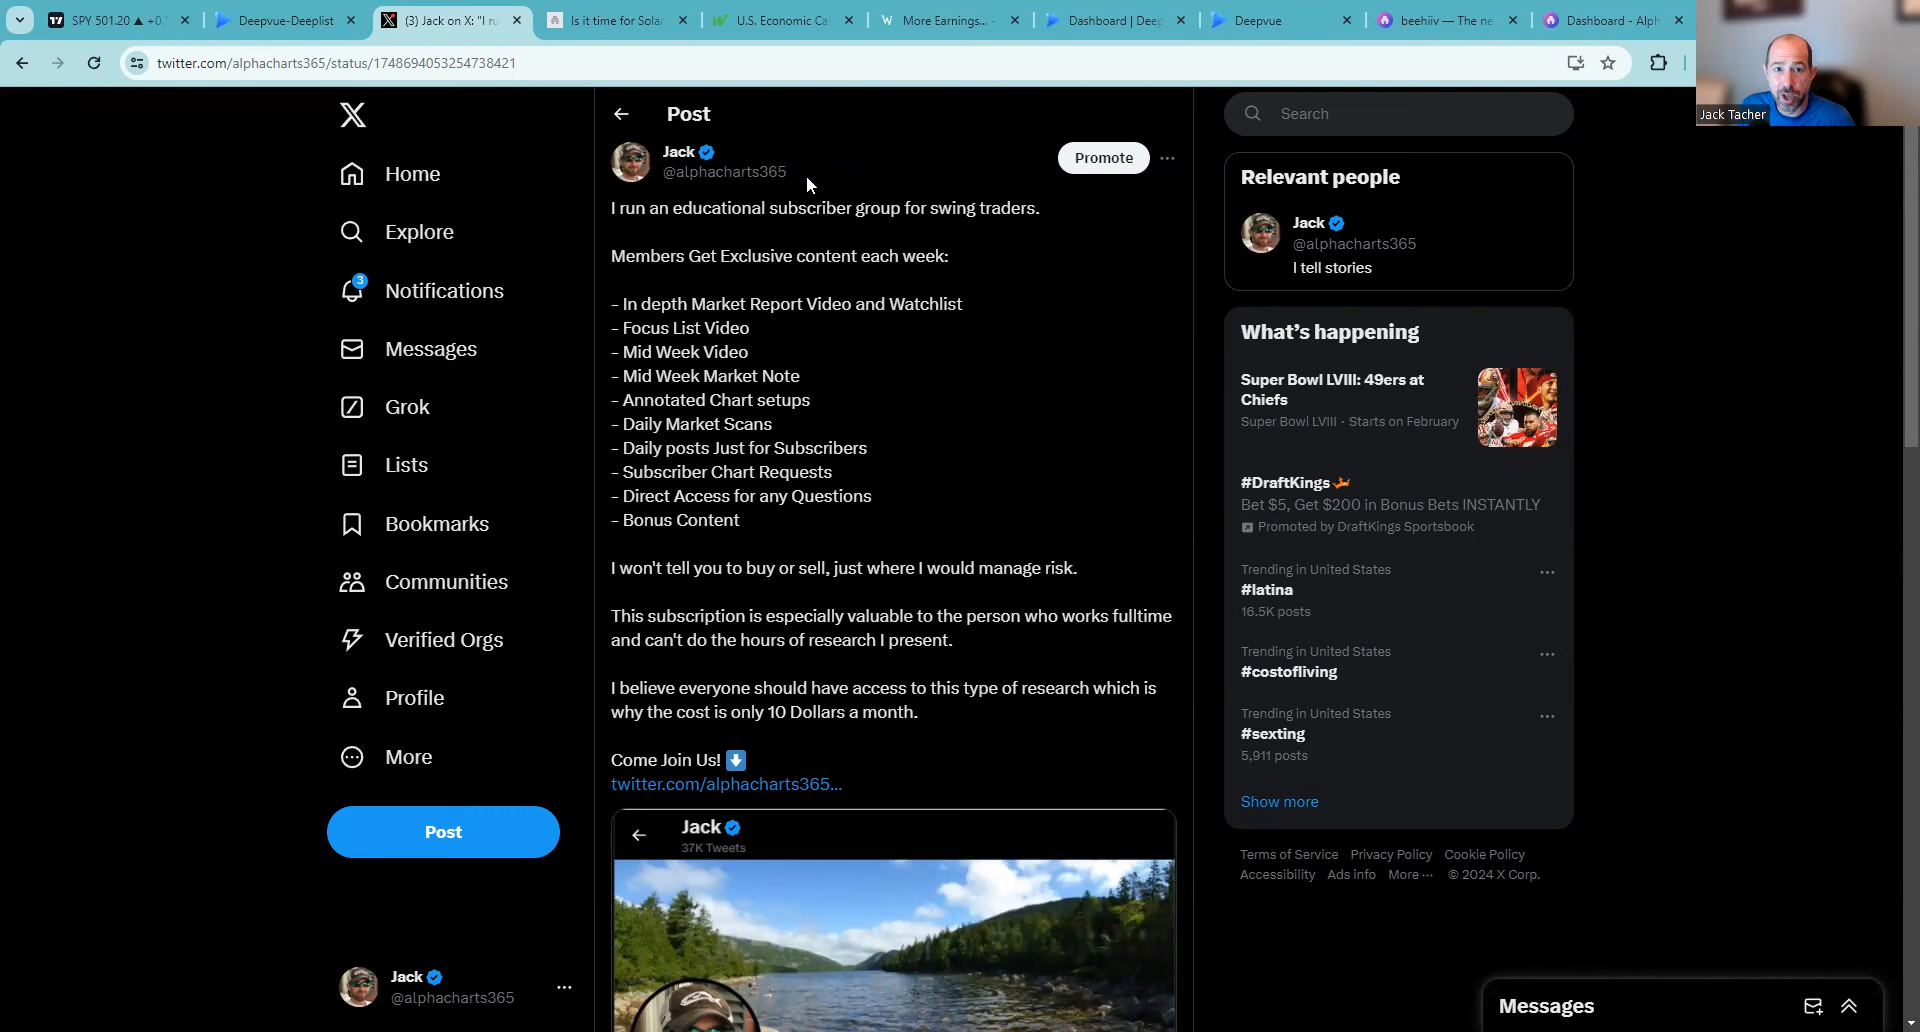 SPY 501.20 ▲ +0.
Deepvue-Deeplist
(3) Jack on X: "I ru
Is it time for Sola
U.S. Economic Ca
More Earnings... -
Dashboard | Deep
Deepvue
beehiiv — The ne
Dashboard - Alph
twitter.com/alphacharts365/status/1748694053254738421
Jack Tacher
Home
Explore
3
Notifications
Messages
Grok
Lists
Bookmarks
Communities
Verified Orgs
Profile
More
Post
Jack
@alphacharts365
Post
Jack
@alphacharts365
Promote
I run an educational subscriber group for swing traders.
Members Get Exclusive content each week:
- In depth Market Report Video and Watchlist
- Focus List Video
- Mid Week Video
- Mid Week Market Note
- Annotated Chart setups
- Daily Market Scans
- Daily posts Just for Subscribers
- Subscriber Chart Requests
- Direct Access for any Questions
- Bonus Content
I won't tell you to buy or sell, just where I would manage risk.
This subscription is especially valuable to the person who works fulltime
and can't do the hours of research I present.
I believe everyone should have access to this type of research which is
why the cost is only 10 Dollars a month.
Come Join Us! ⬇️
twitter.com/alphacharts365...
Jack
37K Tweets
Search
Relevant people
Jack
@alphacharts365
I tell stories
What's happening
Super Bowl LVIII: 49ers at
Chiefs
Super Bowl LVIII · Starts on February
#DraftKings
Bet $5, Get $200 in Bonus Bets INSTANTLY
Promoted by DraftKings Sportsbook
Trending in United States
#latina
16.5K posts
Trending in United States
#costofliving
Trending in United States
#sexting
5,911 posts
Show more
Terms of Service Privacy Policy Cookie Policy
Accessibility Ads info More ··· © 2024 X Corp.
Messages